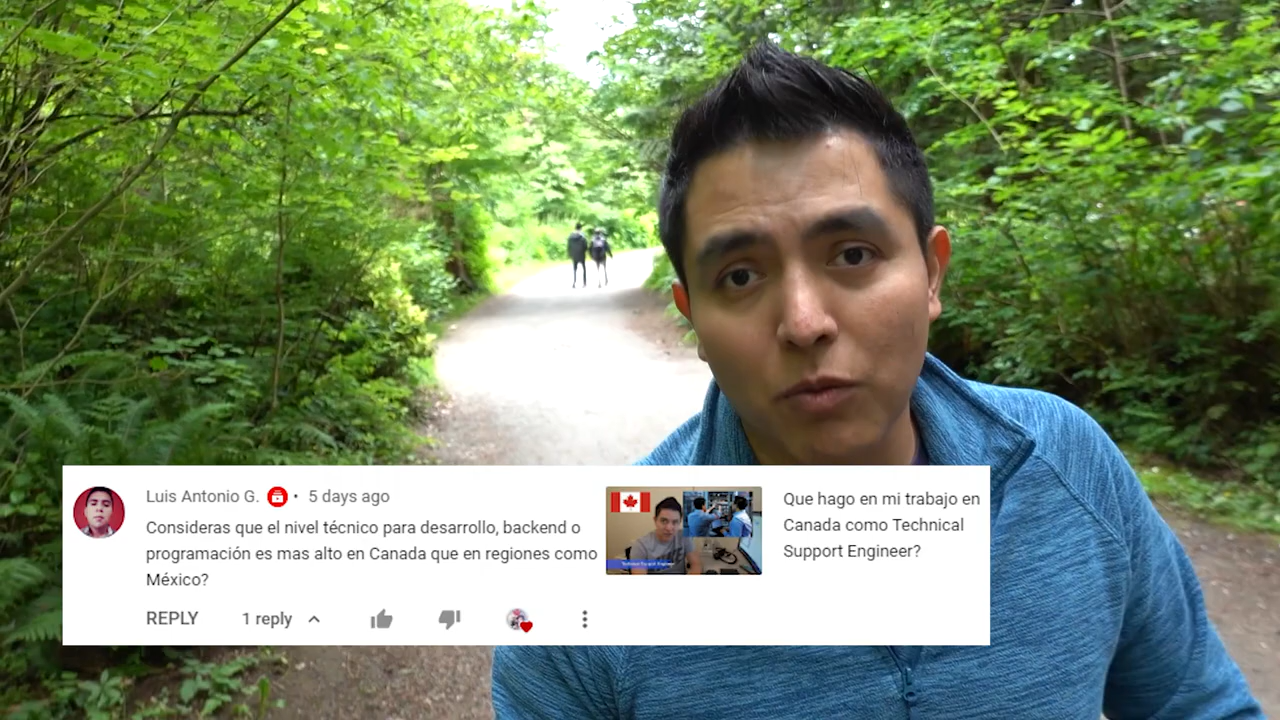 Luis Antonio G. • 5 days ago
Consideras que el nivel técnico para desarrollo, backend o
programación es mas alto en Canada que en regiones como
México?
REPLY 1 reply
Que hago en mi trabajo en
Canada como Technical
Support Engineer?